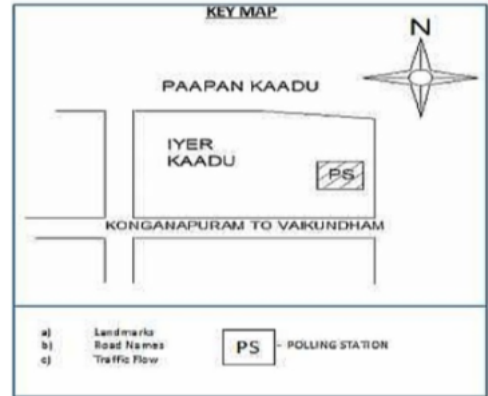 KEY MAP
N
PAAPAN KAADU
IYER
KAADU
PS
KONGANAPURAM TO VAIKUNDHAM
a) Landmarks
b) Road Names
c) Traffic Flow
PS - POLLING STATION